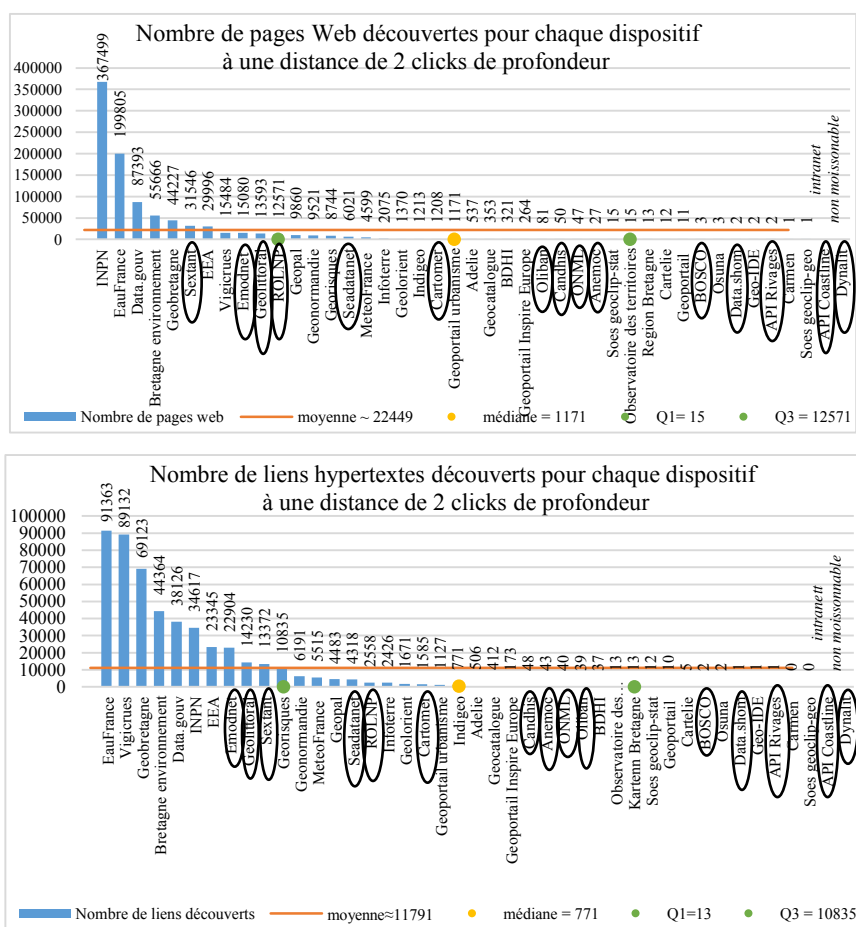 Nombre de pages Web découvertes pour chaque dispositif
à une distance de 2 clicks de profondeur
400000
350000
300000
250000
200000
150000
100000
50000
0
367499
199805
87393
55666
44227
31546
29996
15484
15080
13593
12571
9860
9521
8744
6021
4599
2075
1370
1213
1208
1171
537
353
321
264
81
50
47
27
15
15
13
12
11
3
3
2
2
2
1
1
intranet
non moissonable
INPN
EauFrance
Data.gouv
Bretagne environnement
Geobretagne
Sextant
EEA
Vigicrues
Emodnet
Geolittoral
ROLNP
Geopal
Geonormandie
Georisques
Seadatanet
MeteoFrance
Infoterre
Geolorient
Indigeo
Cartomer
Geoportail urbanisme
Adelie
Geocatalogue
BDHI
Geoportail Inspire Europe
Oliban
Candhis
ONML
Anemoc
Soes geoclip-stat
Observatoire des territoires
Region Bretagne
Cartelie
Geoportail
BOSCO
Osuna
Data.shom
Geo-IDE
API Rivages
Carmen
Soes geoclip-geo
API Coastline
Dynalit
Nombre de pages web
moyenne ~ 22449
médiane = 1171
Q1= 15
Q3 = 12571
Nombre de liens hypertextes découverts pour chaque dispositif
à une distance de 2 clicks de profondeur
100000
90000
80000
70000
60000
50000
40000
30000
20000
10000
0
91363
89132
69123
44364
38126
34617
23345
22904
14230
13372
10835
6191
5515
4483
4318
2558
2426
1671
1585
1127
771
506
412
173
48
43
40
39
37
13
13
12
10
5
2
2
1
1
1
0
0
intranett
non moissonnable
EauFrance
Vigicrues
Geobretagne
Bretagne environnement
Data.gouv
INPN
EEA
Emodnet
Geolittoral
Sextant
Georisques
Geonormandie
MeteoFrance
Geopal
Seadatanet
ROLNP
Infoterre
Geolorient
Cartomer
Geoportail urbanisme
Indigeo
Adelie
Geocatalogue
Geoportail Inspire Europe
Candhis
Anemoc
ONML
Oliban
BDHI
Observatoire des…
Kartenn Bretagne
Soes geoclip-stat
Geoportail
Cartelie
BOSCO
Osuna
Data.shom
Geo-IDE
API Rivages
Carmen
Soes geoclip-geo
API Coastline
Dynalit
Nombre de liens découverts
moyenne≈11791
médiane = 771
Q1=13
Q3 = 10835